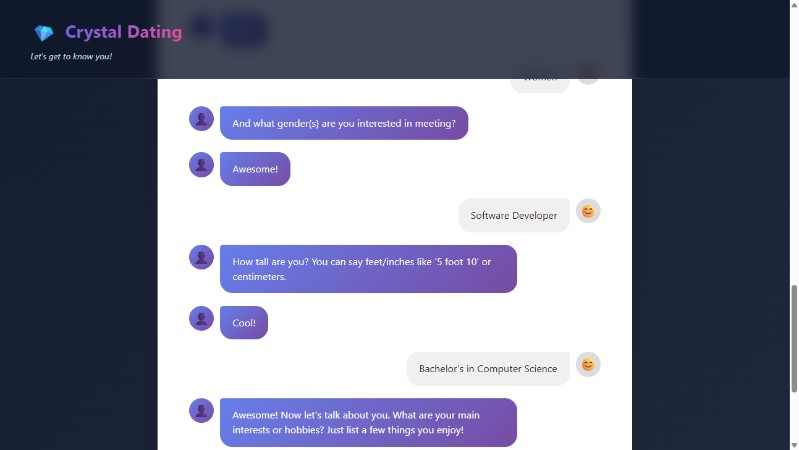 Crystal Dating
Let's get to know you!
Women
And what gender(s) are you interested in meeting?
Awesome!
Software Developer
How tall are you? You can say feet/inches like '5 foot 10' or
centimeters.
Cool!
Bachelor's in Computer Science
Awesome! Now let's talk about you. What are your main
interests or hobbies? Just list a few things you enjoy!